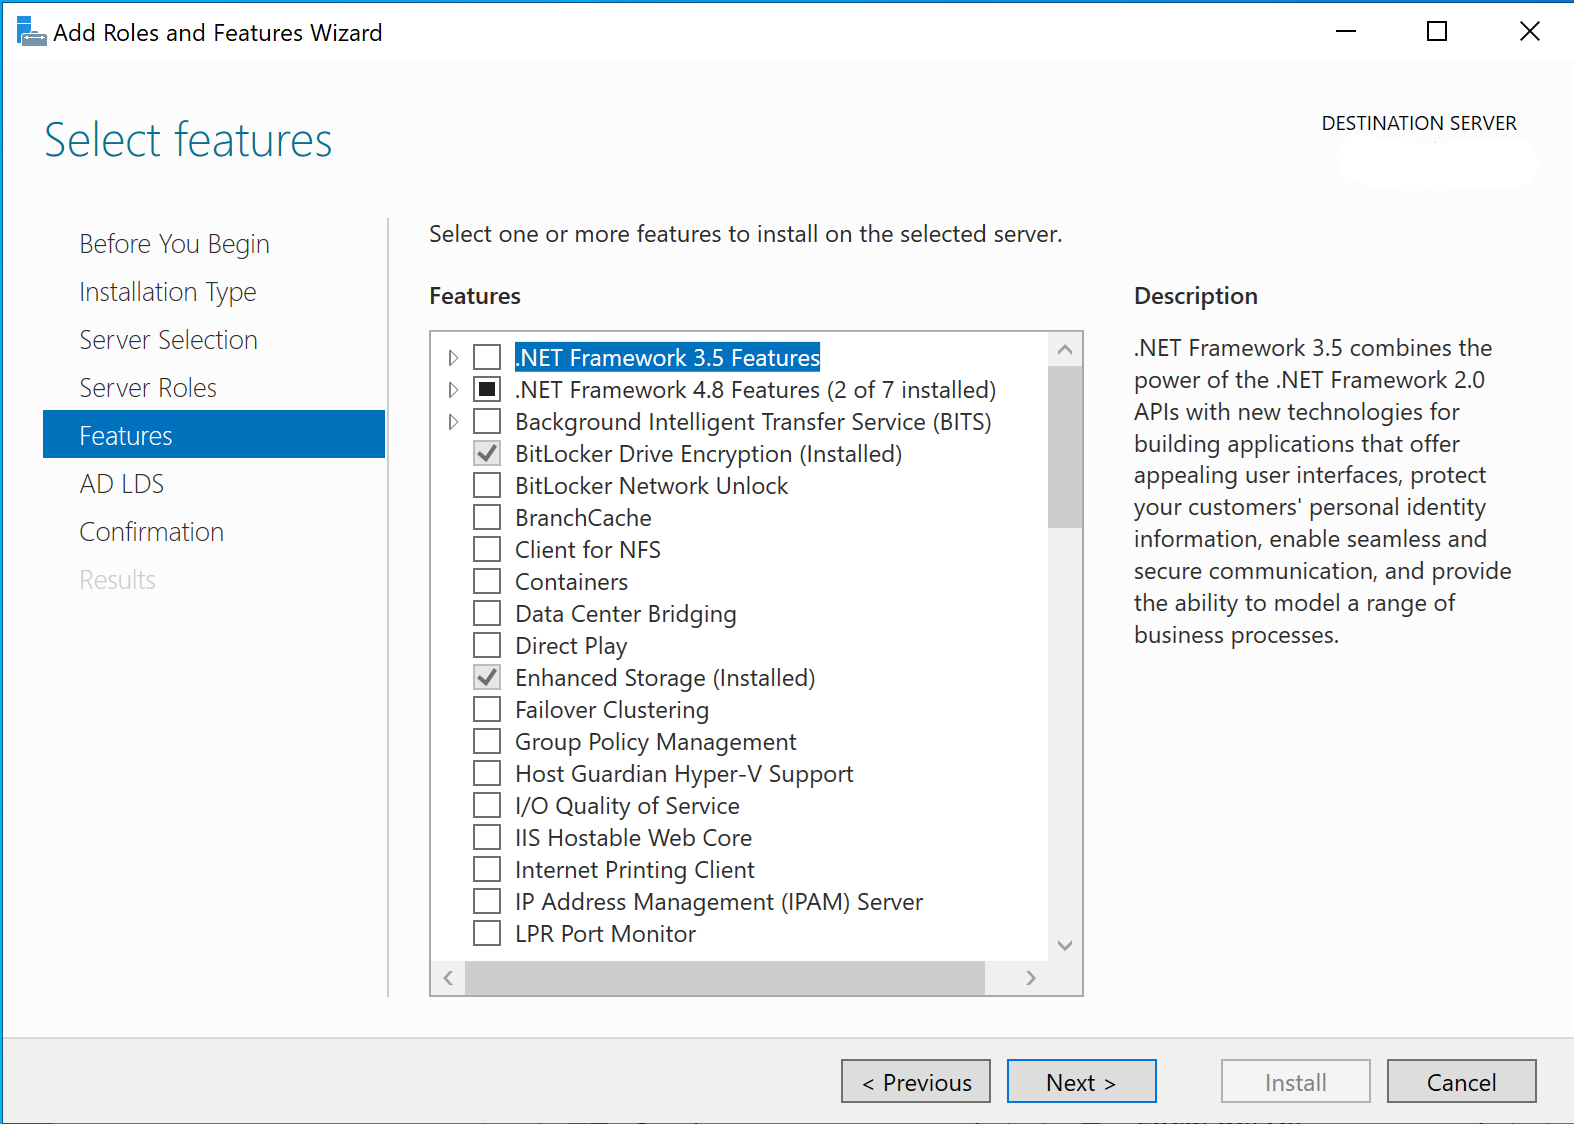 Add Roles and Features Wizard
Select features
DESTINATION SERVER
Before You Begin
Installation Type
Server Selection
Server Roles
Features
AD LDS
Confirmation
Results
Select one or more features to install on the selected server.
Features
.NET Framework 3.5 Features
.NET Framework 4.8 Features (2 of 7 installed)
Background Intelligent Transfer Service (BITS)
BitLocker Drive Encryption (Installed)
BitLocker Network Unlock
BranchCache
Client for NFS
Containers
Data Center Bridging
Direct Play
Enhanced Storage (Installed)
Failover Clustering
Group Policy Management
Host Guardian Hyper-V Support
I/O Quality of Service
IIS Hostable Web Core
Internet Printing Client
IP Address Management (IPAM) Server
LPR Port Monitor
Description
.NET Framework 3.5 combines the
power of the .NET Framework 2.0
APIs with new technologies for
building applications that offer
appealing user interfaces, protect
your customers' personal identity
information, enable seamless and
secure communication, and provide
the ability to model a range of
business processes.
< Previous
Next >
Install
Cancel